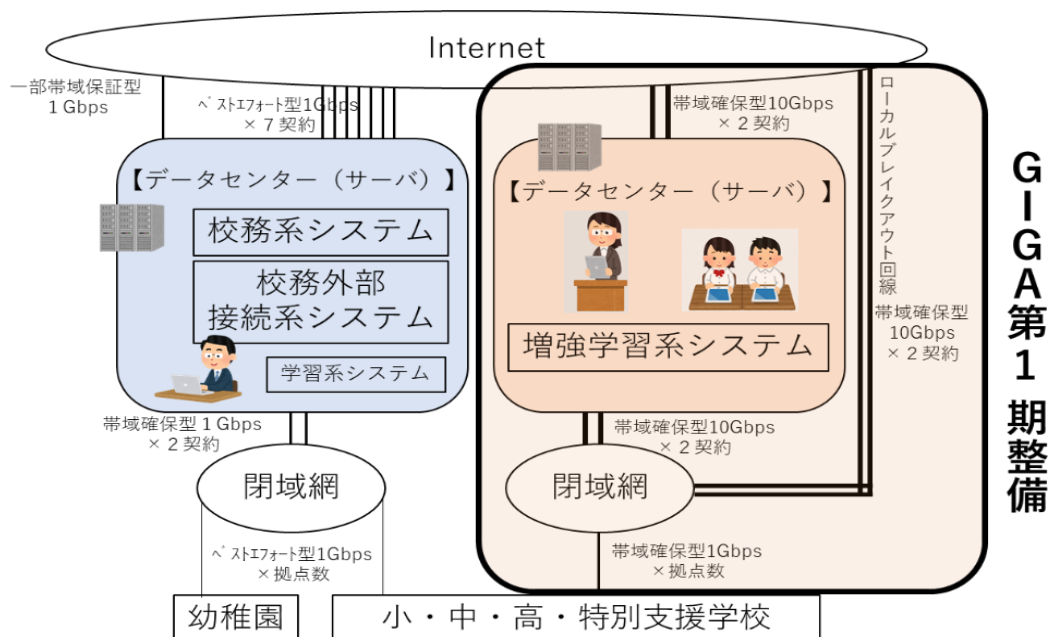 Internet
一部帯域保証型
1 Gbps
ﾍﾞｽﾄｴﾌｫｰﾄ型1Gbps
×７契約
帯域確保型10Gbps
×２契約
ローカルブレイクアウト回線
【データセンター（サーバ）】
校務系システム
校務外部
接続系システム
学習系システム
【データセンター（サーバ）】
増強学習系システム
帯域確保型
10Gbps
×２契約
GIGA第1期整備
帯域確保型１Gbps
×２契約
帯域確保型10Gbps
×２契約
閉域網
閉域網
ﾍﾞｽﾄｴﾌｫｰﾄ型1Gbps
×拠点数
帯域確保型1Gbps
×拠点数
幼稚園
小・中・高・特別支援学校